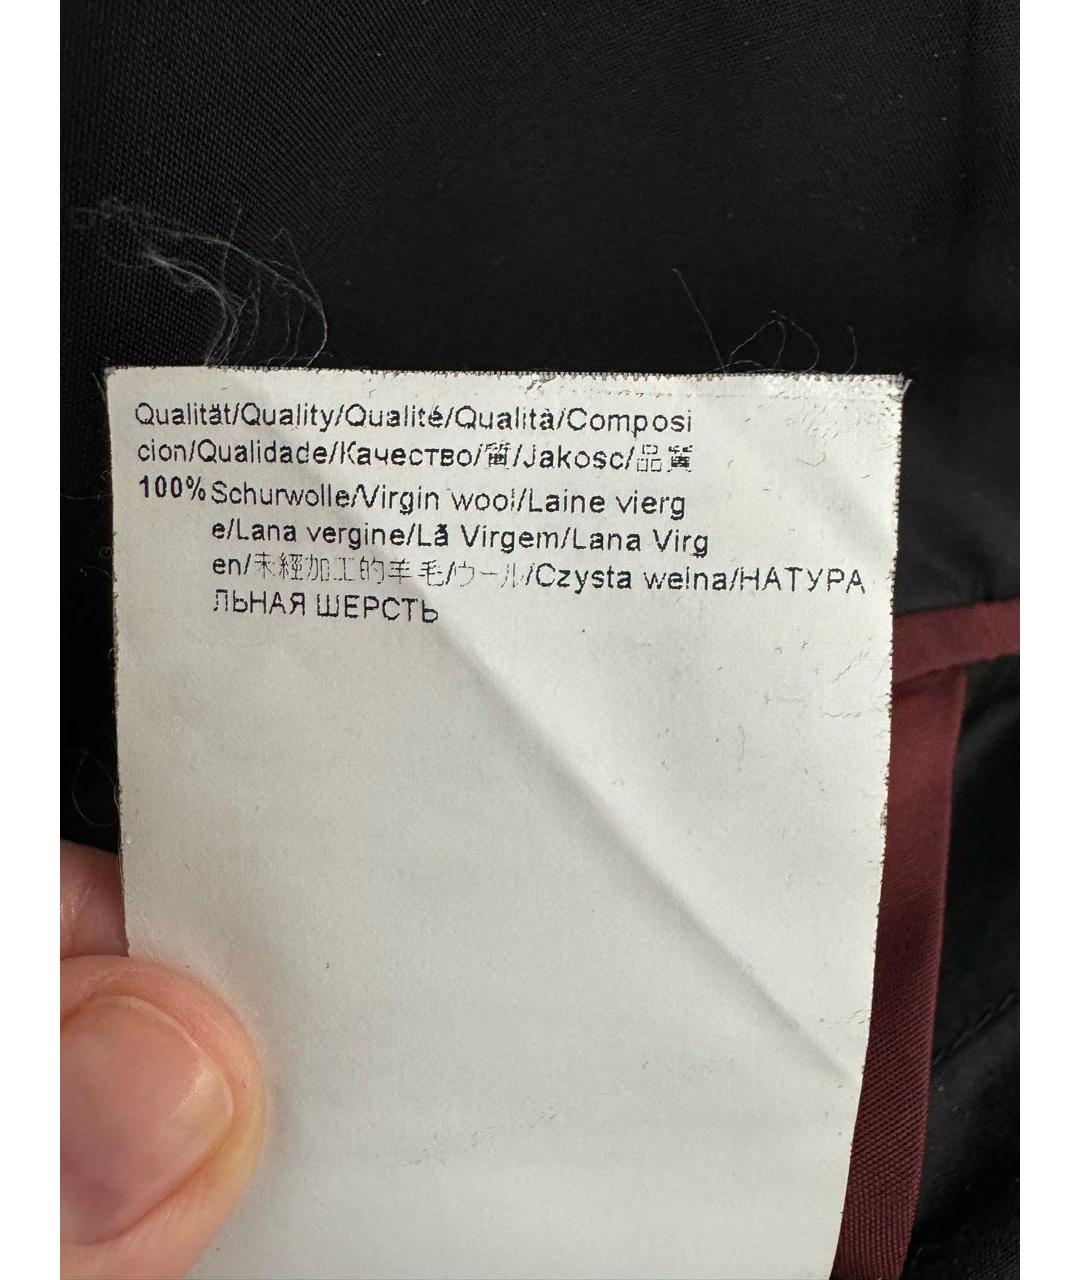 Qualität/Quality/Qualité/Qualità/Composi
cion/Qualidade/Качество/質/Jakosc/品質
100% Schurwolle/Virgin wool/Laine vierg
e/Lana vergine/Lã Virgem/Lana Virg
en/未經加工的羊毛/ウール/Czysta welna/НАТУРА
ЛЬНАЯ ШЕРСТЬ